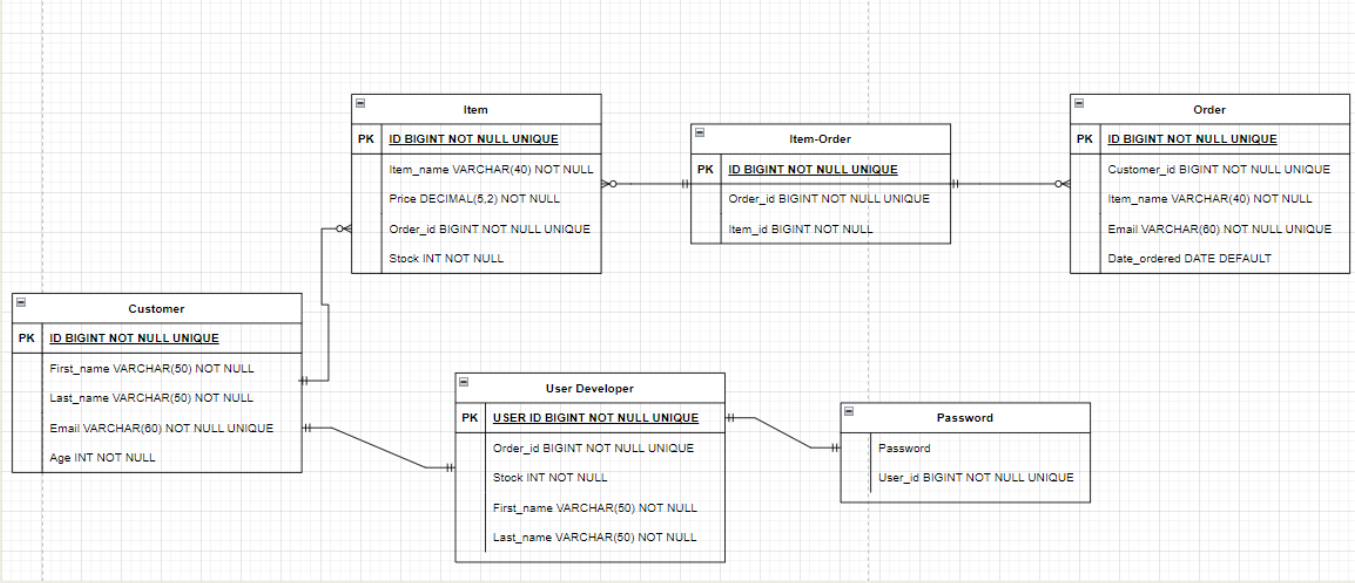 Item
PK ID BIGINT NOT NULL UNIQUE
Item_name VARCHAR(40) NOT NULL
Price DECIMAL(5,2) NOT NULL
Order_id BIGINT NOT NULL UNIQUE
Stock INT NOT NULL
Item-Order
PK ID BIGINT NOT NULL UNIQUE
Order_id BIGINT NOT NULL UNIQUE
Item_id BIGINT NOT NULL
Order
PK ID BIGINT NOT NULL UNIQUE
Customer_id BIGINT NOT NULL UNIQUE
Item_name VARCHAR(40) NOT NULL
Email VARCHAR(60) NOT NULL UNIQUE
Date_ordered DATE DEFAULT
Customer
PK ID BIGINT NOT NULL UNIQUE
First_name VARCHAR(50) NOT NULL
Last_name VARCHAR(50) NOT NULL
Email VARCHAR(60) NOT NULL UNIQUE
Age INT NOT NULL
User Developer
PK USER ID BIGINT NOT NULL UNIQUE
Order_id BIGINT NOT NULL UNIQUE
Stock INT NOT NULL
First_name VARCHAR(50) NOT NULL
Last_name VARCHAR(50) NOT NULL
Password
Password
User_id BIGINT NOT NULL UNIQUE